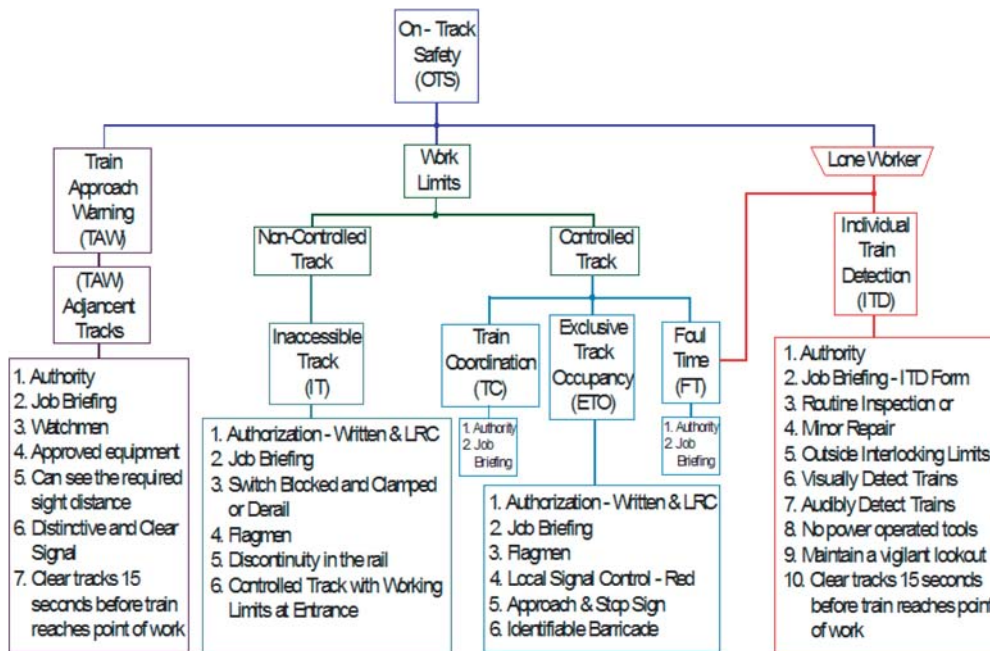 On - Track
Safety
(OTS)
Train
Approach
Warning
(TAW)
Work
Limits
Lone Worker
Non-Controlled
Track
Controlled
Track
Individual
Train
Detection
(ITD)
(TAW)
Adjancent
Tracks
Inaccessible
Track
(IT)
Train
Coordination
(TC)
Exclusive
Track
Occupancy
(ETO)
Foul
Time
(FT)
1. Authority
2. Job Briefing
3. Watchmen
4. Approved equipment
5. Can see the required
sight distance
6. Distinctive and Clear
Signal
7. Clear tracks 15
seconds before train
reaches point of work
1. Authorization - Written & LRC
2. Job Briefing
3. Switch Blocked and Clamped
or Derail
4. Flagmen
5. Discontinuity in the rail
6. Controlled Track with Working
Limits at Entrance
1. Authority
2. Job
Briefing
1. Authorization - Written & LRC
2. Job Briefing
3. Flagmen
4. Local Signal Control - Red
5. Approach & Stop Sign
6. Identifiable Barricade
1. Authority
2. Job
Briefing
1. Authority
2. Job Briefing - ITD Form
3. Routine Inspection or
4. Minor Repair
5. Outside Interlocking Limits
6. Visually Detect Trains
7. Audibly Detect Trains
8. No power operated tools
9. Maintain a vigilant lookout
10. Clear tracks 15 seconds
before train reaches point
of work